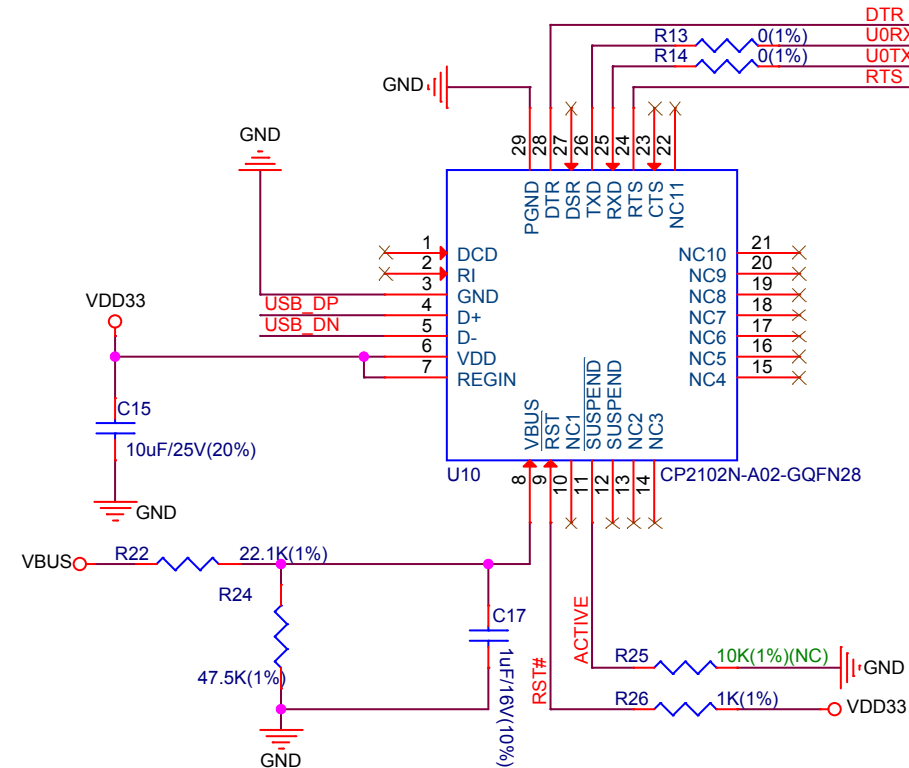 DTR
R13 0(1%) U0RX
R14 0(1%) U0TX
RTS
GND
29 28 27 26 25 24 23 22
PGND DTR DSR TXD RXD RTS CTS NC11
GND
1 DCD
2 RI
3 GND
USB_DP 4 D+
USB_DN 5 D-
6 VDD
7 REGIN
NC10 21
NC9 20
NC8 19
NC7 18
NC6 17
NC5 16
NC4 15
VDD33
C15
10uF/25V(20%)
GND
VBUS RST NC1 SUSPEND SUSPEND NC2 NC3
8 9 10 11 12 13 14
U10
CP2102N-A02-GQFN28
VBUS R22 22.1K(1%)
R24
47.5K(1%)
C17
1uF/16V(10%)
GND
RST#
ACTIVE
R25 10K(1%)(NC) GND
R26 1K(1%) VDD33